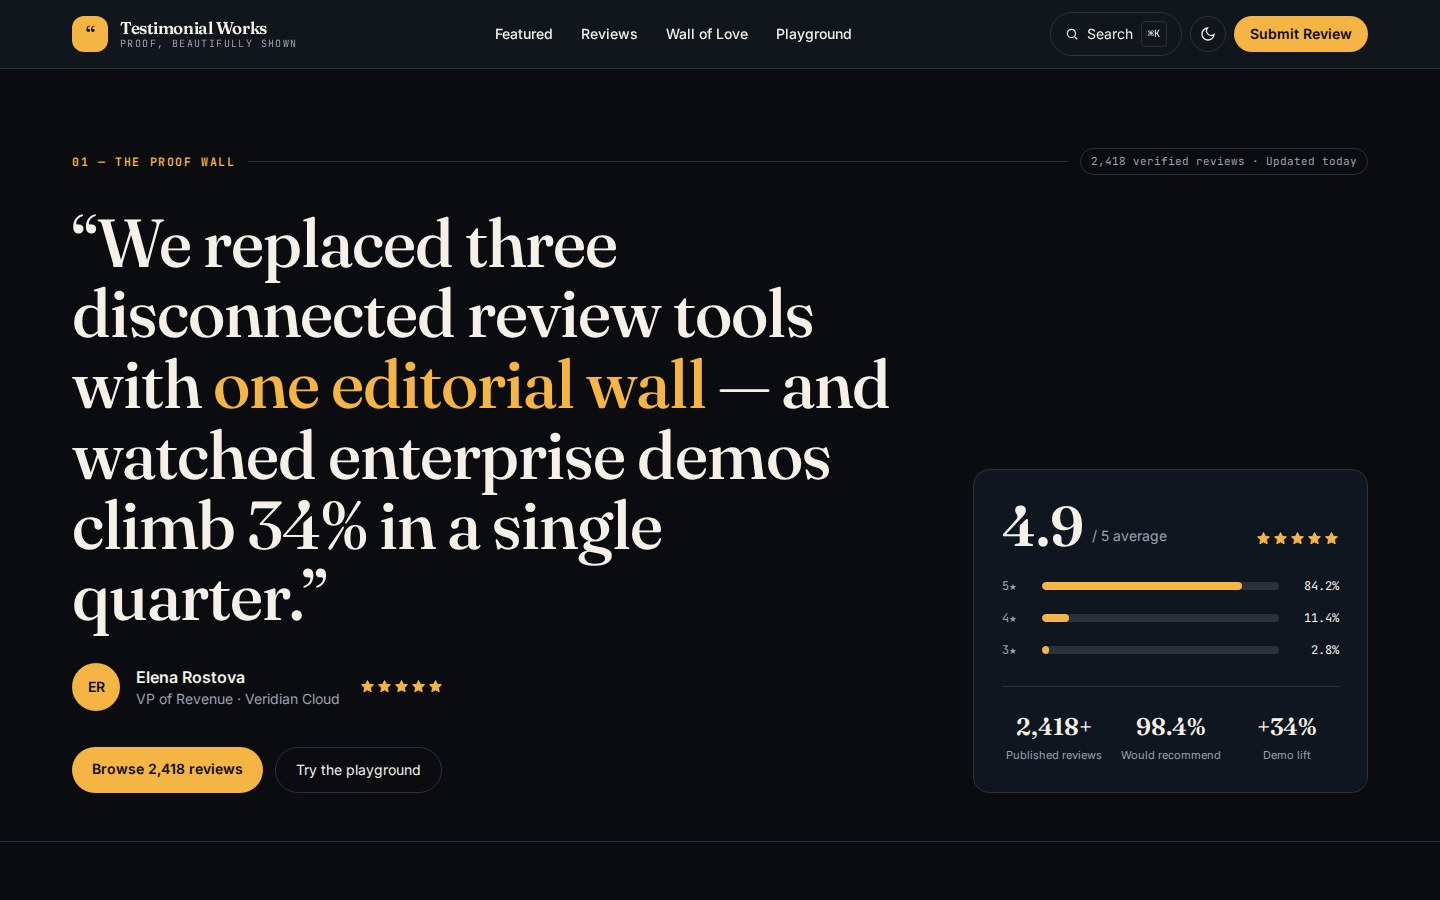 “
Testimonial Works
PROOF, BEAUTIFULLY SHOWN
Featured
Reviews
Wall of Love
Playground
Search ⌘K
Submit Review
01 — THE PROOF WALL
2,418 verified reviews · Updated today
“We replaced three
disconnected review tools
with one editorial wall — and
watched enterprise demos
climb 34% in a single
quarter.”
ER
Elena Rostova
VP of Revenue · Veridian Cloud
★★★★★
Browse 2,418 reviews
Try the playground
4.9 / 5 average ★★★★★
5★ 84.2%
4★ 11.4%
3★ 2.8%
2,418+
Published reviews
98.4%
Would recommend
+34%
Demo lift